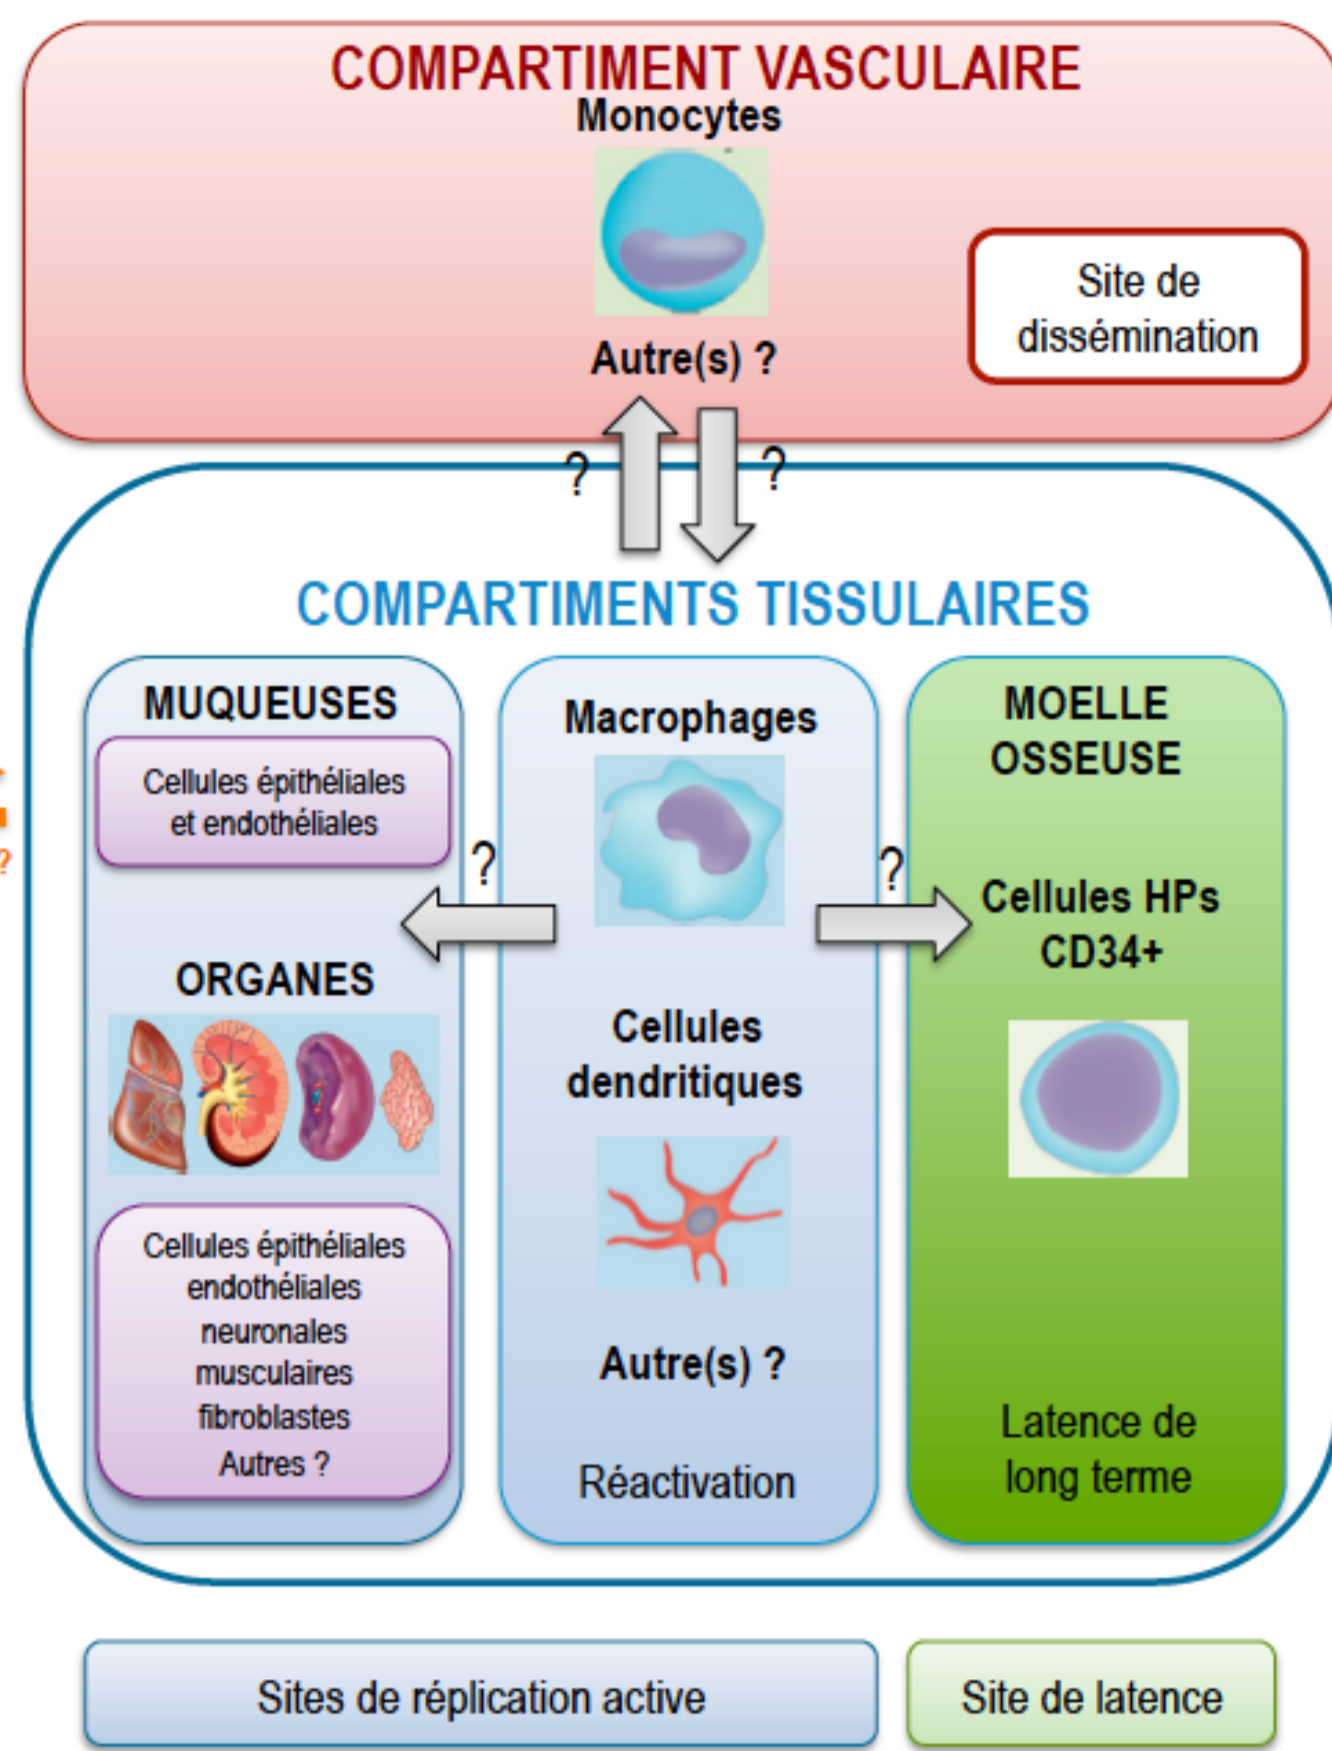 COMPARTIMENT VASCULAIRE
Monocytes
Site de
dissémination
Autre(s) ?
?
?
COMPARTIMENTS TISSULAIRES
MUQUEUSES
Cellules épithéliales
et endothéliales
?
ORGANES
Cellules épithéliales
endothéliales
neuronales
musculaires
fibroblastes
Autres ?
?
Macrophages
Cellules
dendritiques
Autre(s) ?
Réactivation
?
MOELLE
OSSEUSE
Cellules HPs
CD34+
Latence de
long terme
Sites de réplication active
Site de latence